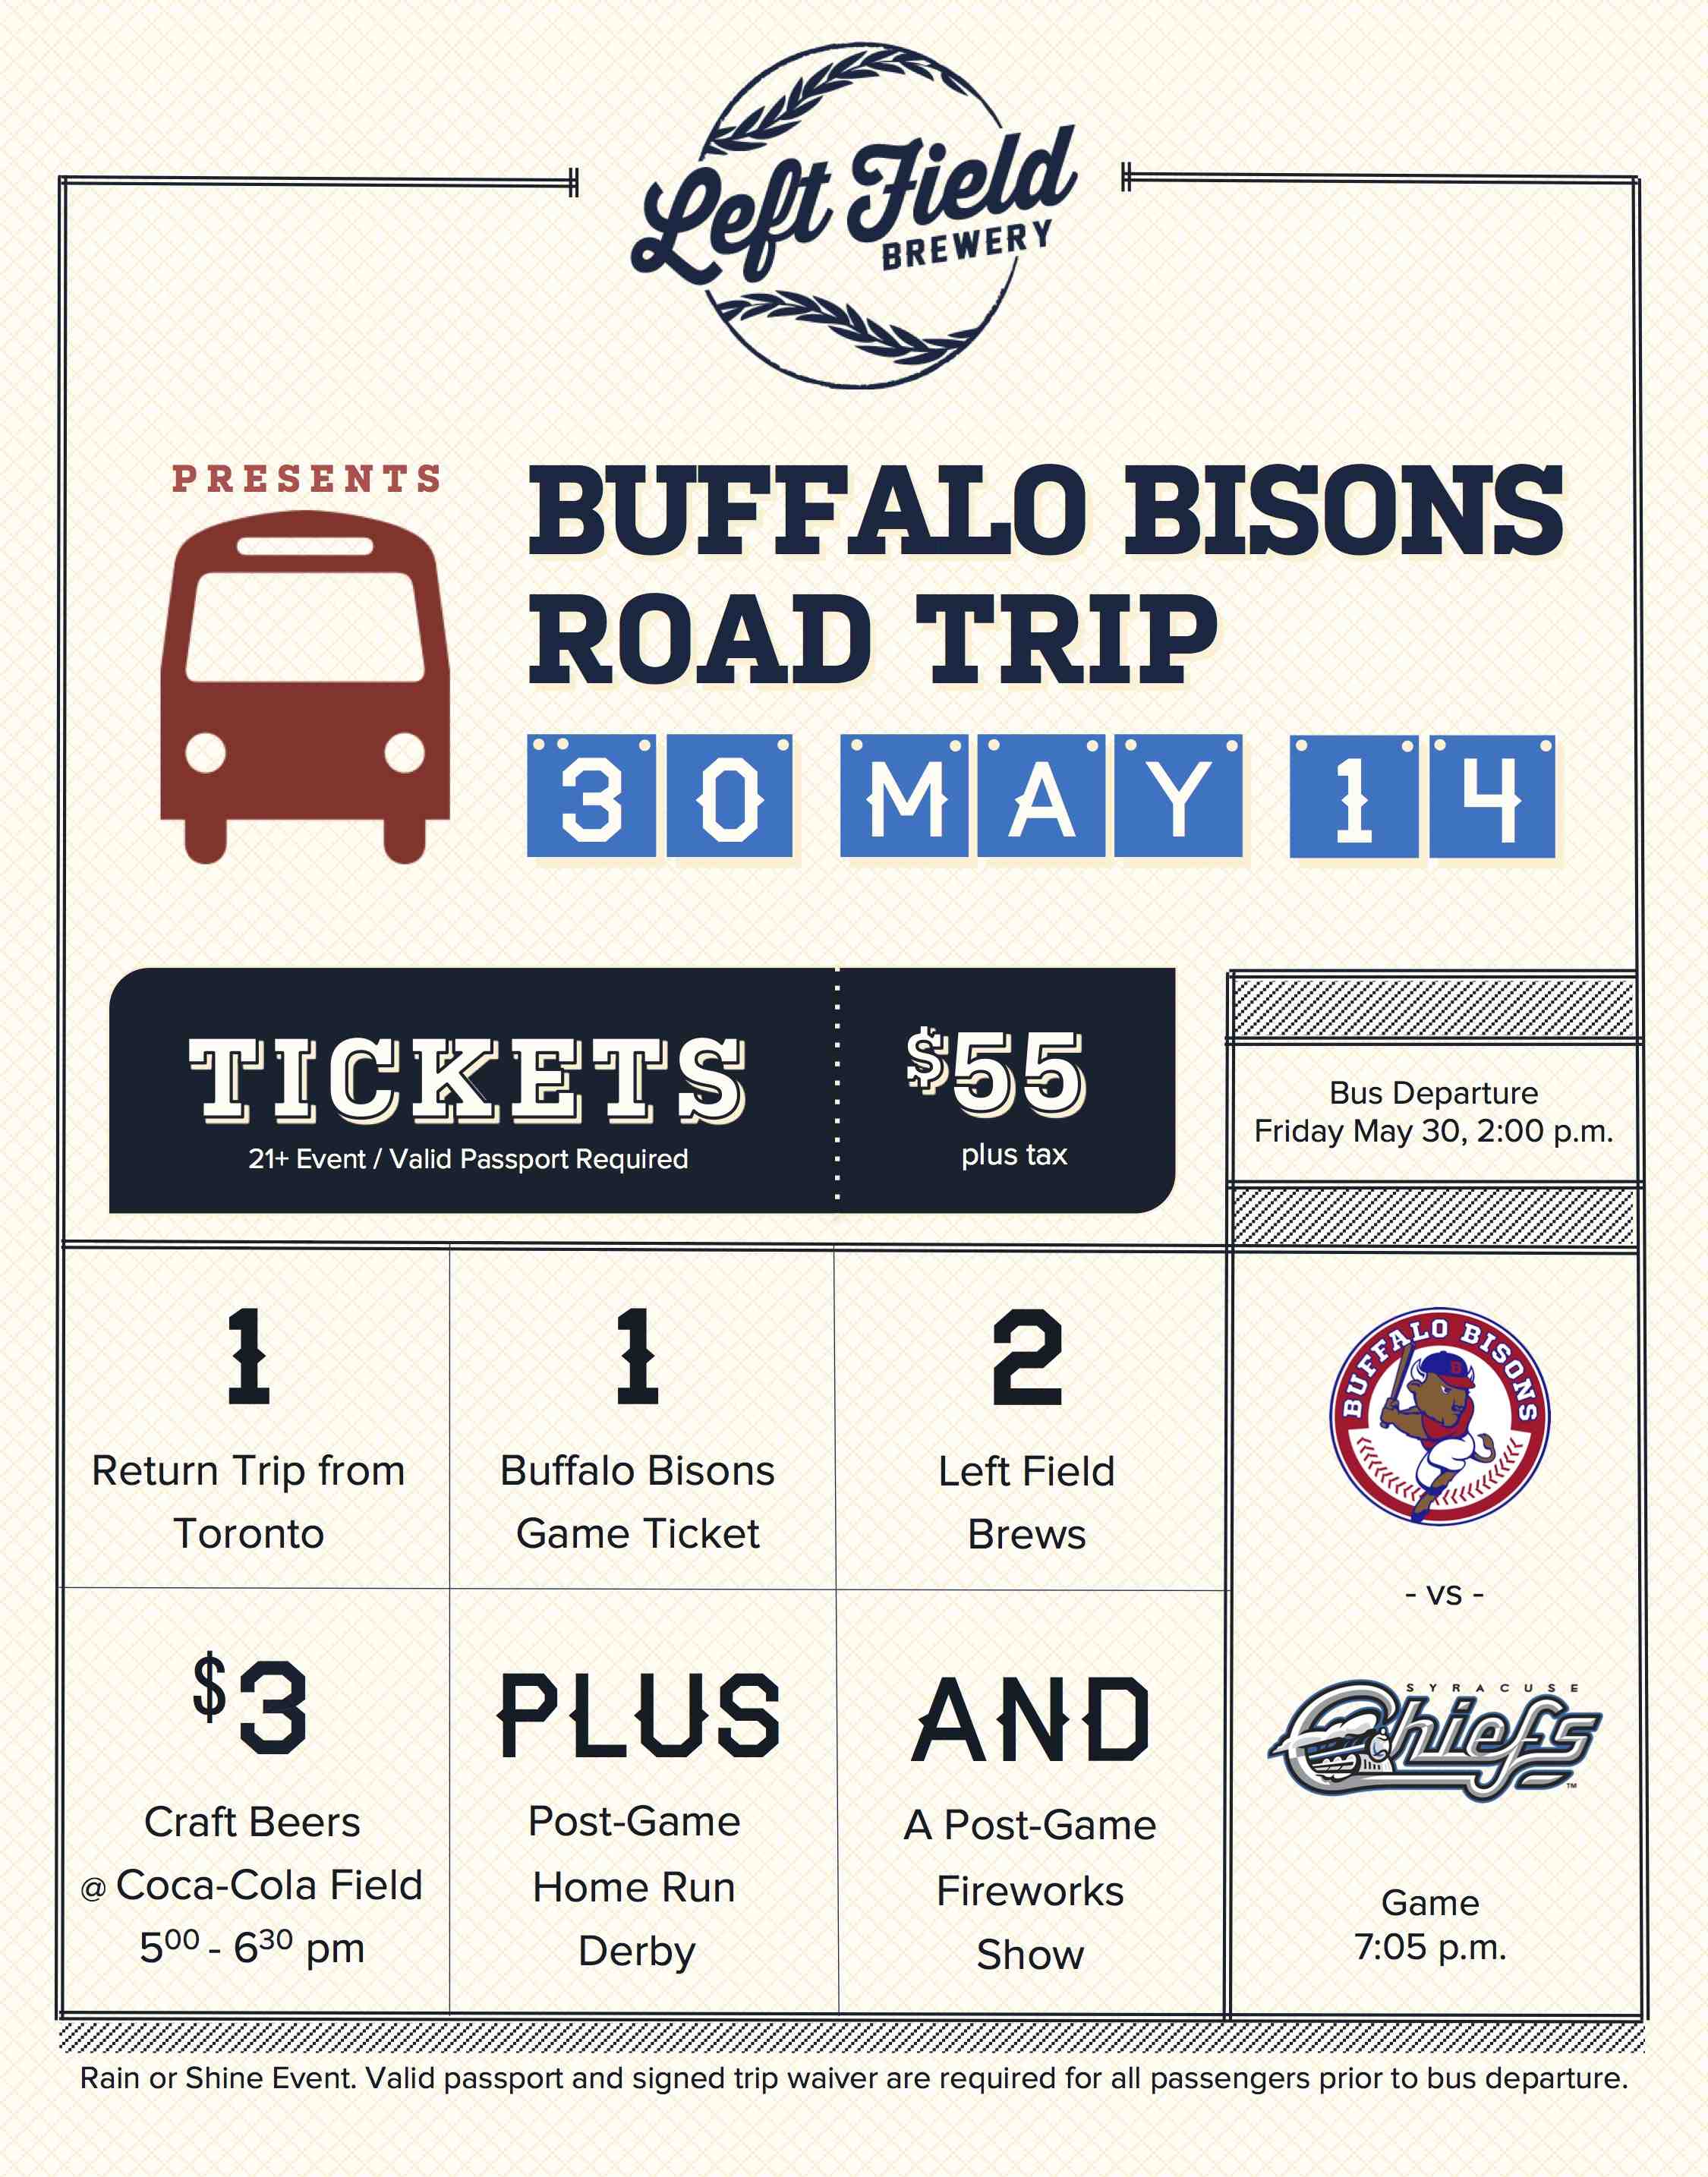 Left Field
BREWERY
PRESENTS
BUFFALO BISONS
ROAD TRIP
30 MAY 14
TICKETS
21+ Event / Valid Passport Required
$55
plus tax
Bus Departure
Friday May 30, 2:00 p.m.
1
Return Trip from
Toronto
1
Buffalo Bisons
Game Ticket
2
Left Field
Brews
$3
Craft Beers
@ Coca-Cola Field
5⁰⁰ - 6³⁰ pm
PLUS
Post-Game
Home Run
Derby
AND
A Post-Game
Fireworks
Show
BUFFALO BISONS
B
- vs -
SYRACUSE
Chiefs
TM
Game
7:05 p.m.
Rain or Shine Event. Valid passport and signed trip waiver are required for all passengers prior to bus departure.